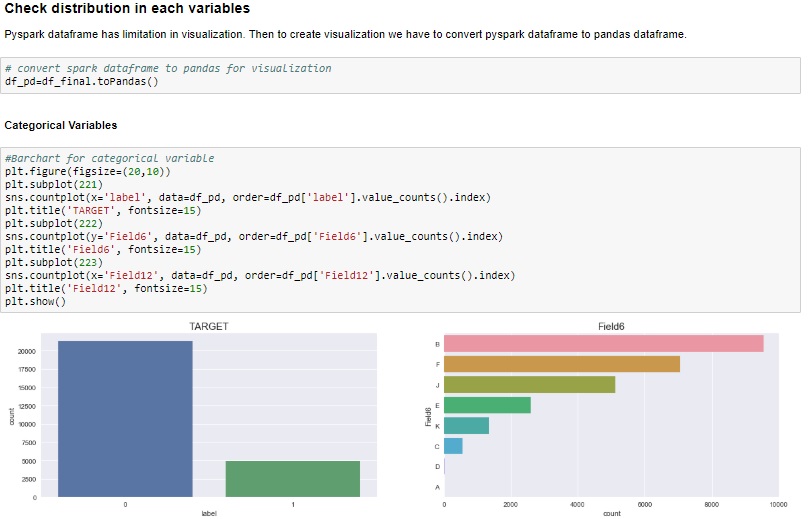 Check distribution in each variables
Pyspark dataframe has limitation in visualization. Then to create visualization we have to convert pyspark dataframe to pandas dataframe.
# convert spark dataframe to pandas for visualization
df_pd=df_final.toPandas()
Categorical Variables
#Barchart for categorical variable
plt.figure(figsize=(20,10))
plt.subplot(221)
sns.countplot(x='label', data=df_pd, order=df_pd['label'].value_counts().index)
plt.title('TARGET', fontsize=15)
plt.subplot(222)
sns.countplot(y='Field6', data=df_pd, order=df_pd['Field6'].value_counts().index)
plt.title('Field6', fontsize=15)
plt.subplot(223)
sns.countplot(x='Field12', data=df_pd, order=df_pd['Field12'].value_counts().index)
plt.title('Field12', fontsize=15)
plt.show()
TARGET
20000
17500
15000
12500
10000
7500
5000
2500
0
count
0 1
label
Field6
B
F
J
E
K
C
D
A
Field6
0 2000 4000 6000 8000 10000
count